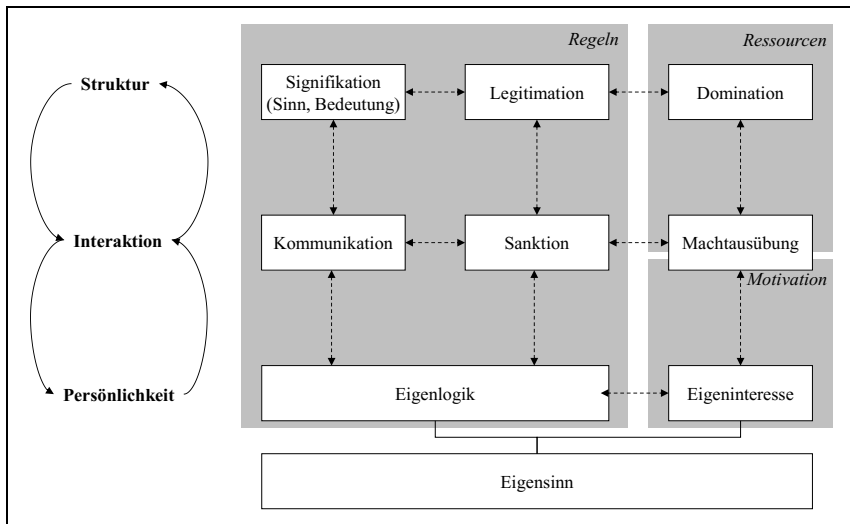 Regeln
Ressourcen
Struktur
Signifikation
(Sinn, Bedeutung)
Legitimation
Domination
Interaktion
Kommunikation
Sanktion
Machtausübung
Motivation
Persönlichkeit
Eigenlogik
Eigeninteresse
Eigensinn